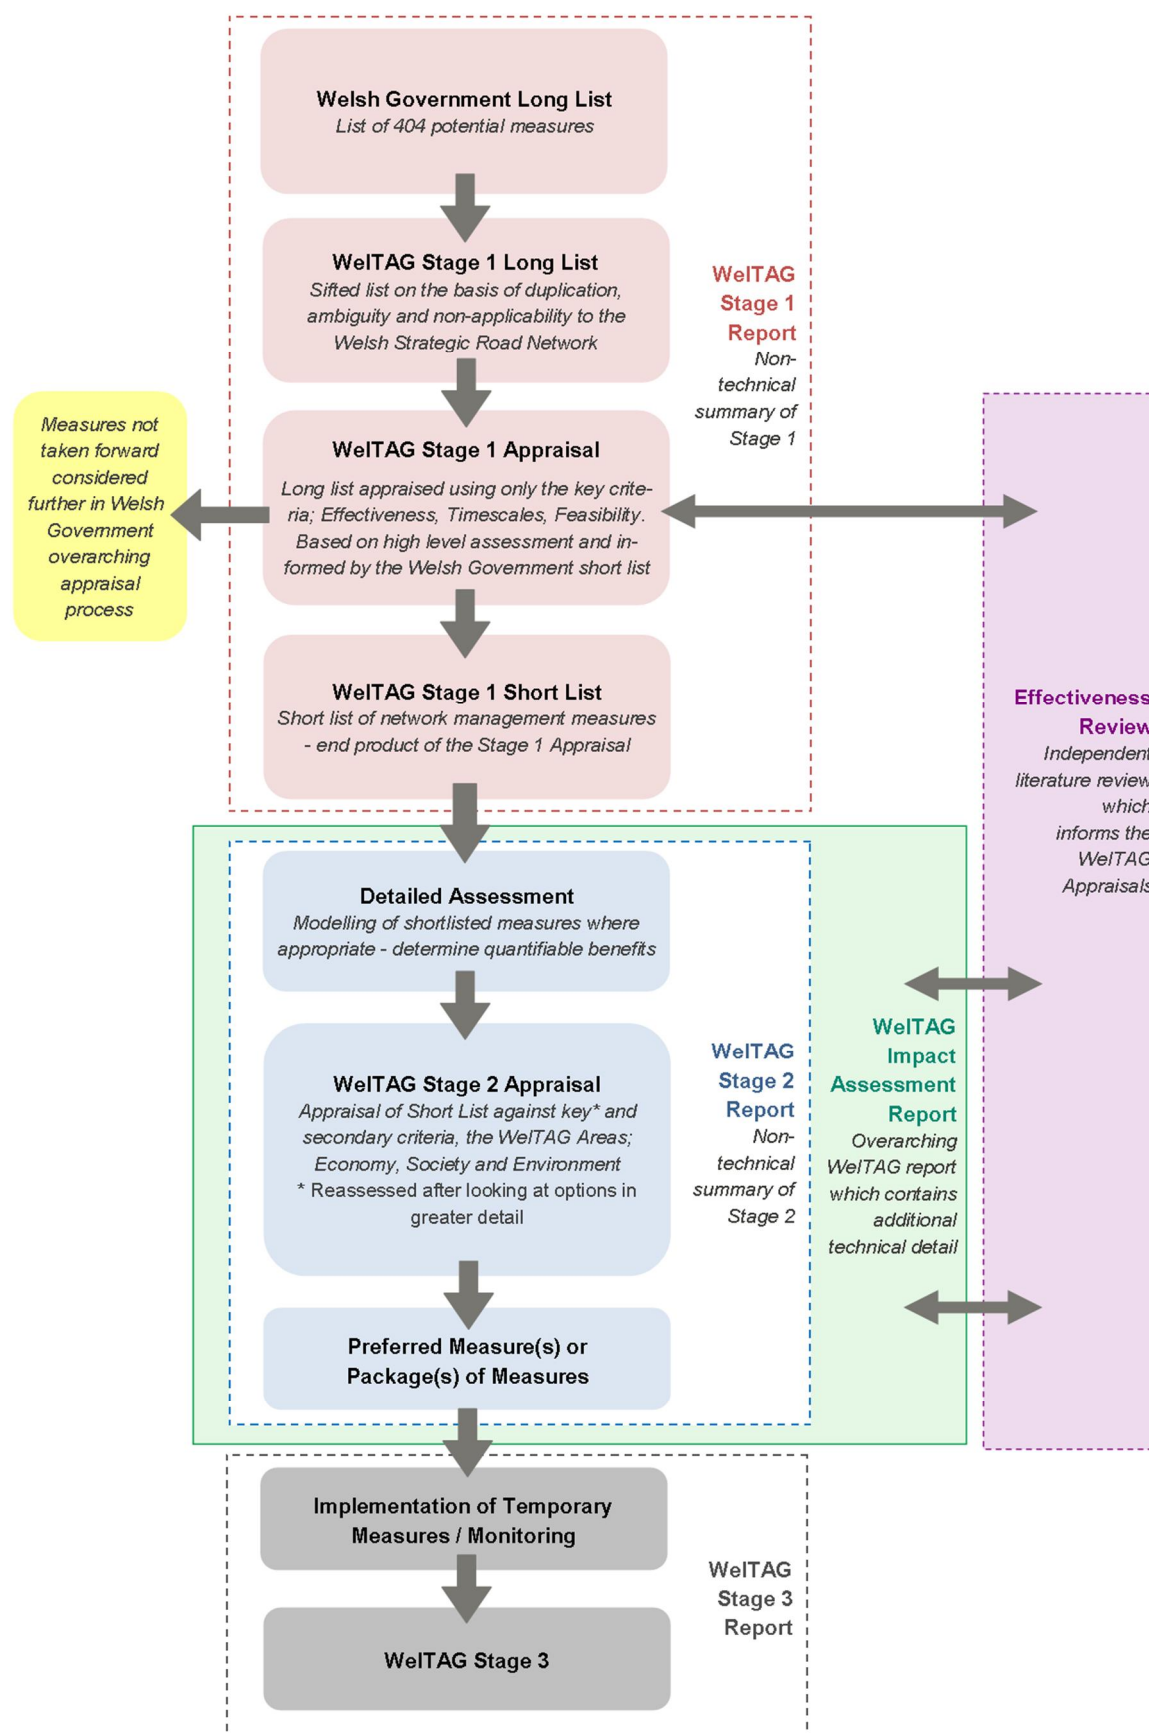 Welsh Government Long List
List of 404 potential measures
WelTAG Stage 1 Long List
Sifted list on the basis of duplication,
ambiguity and non-applicability to the
Welsh Strategic Road Network
WelTAG
Stage 1
Report
Non-
technical
summary of
Stage 1
Measures not
taken forward
considered
further in Welsh
Government
overarching
appraisal
process
WelTAG Stage 1 Appraisal
Long list appraised using only the key crite-
ria; Effectiveness, Timescales, Feasibility.
Based on high level assessment and in-
formed by the Welsh Government short list
WelTAG Stage 1 Short List
Short list of network management measures
- end product of the Stage 1 Appraisal
Effectiveness
Review
Independent
literature review
which
informs the
WelTAG
Appraisals
Detailed Assessment
Modelling of shortlisted measures where
appropriate - determine quantifiable benefits
WelTAG Stage 2 Appraisal
Appraisal of Short List against key* and
secondary criteria, the WelTAG Areas;
Economy, Society and Environment
* Reassessed after looking at options in
greater detail
WelTAG
Stage 2
Report
Non-
technical
summary of
Stage 2
WelTAG
Impact
Assessment
Report
Overarching
WelTAG report
which contains
additional
technical detail
Preferred Measure(s) or
Package(s) of Measures
Implementation of Temporary
Measures / Monitoring
WelTAG
Stage 3
Report
WelTAG Stage 3